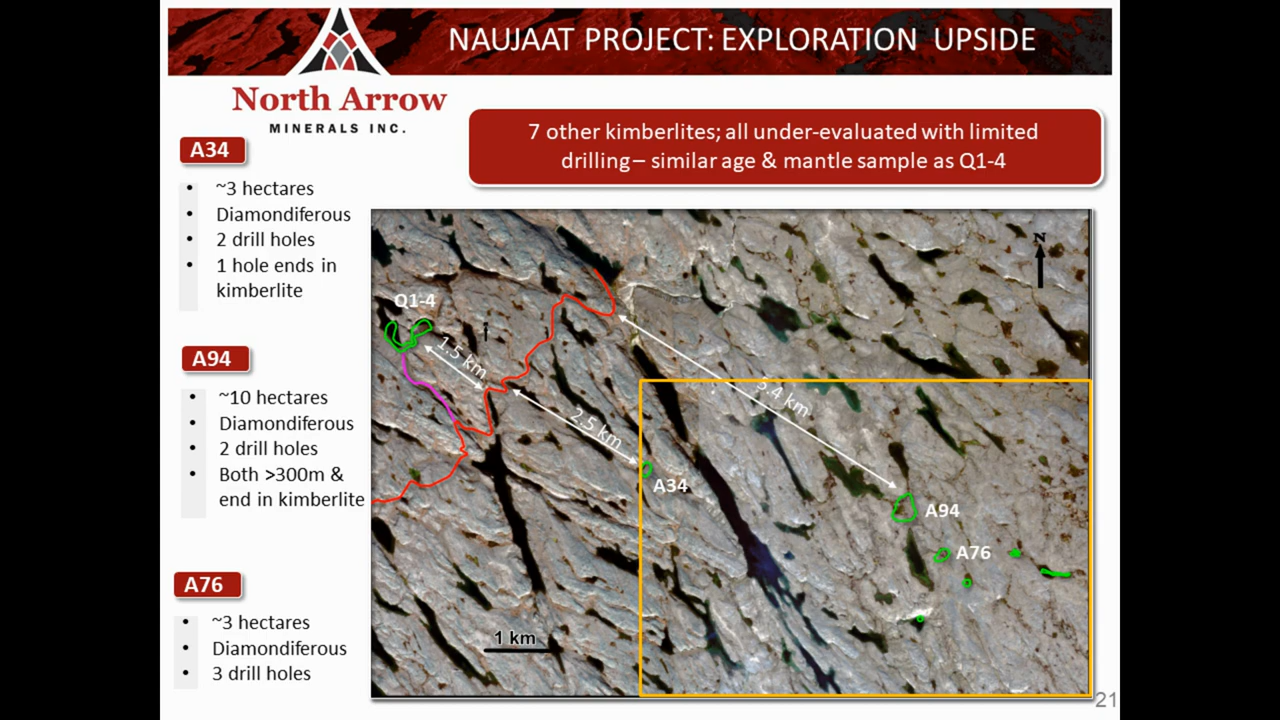 NAUJAAT PROJECT: EXPLORATION UPSIDE
North Arrow
MINERALS INC.
7 other kimberlites; all under-evaluated with limited
drilling – similar age & mantle sample as Q1-4
A34
• ~3 hectares
• Diamondiferous
• 2 drill holes
• 1 hole ends in
kimberlite
A94
• ~10 hectares
• Diamondiferous
• 2 drill holes
• Both >300m &
end in kimberlite
A76
• ~3 hectares
• Diamondiferous
• 3 drill holes
N
Q1-4
1.5 km
5.4 km
2.5 km
A34
A94
A76
1 km
21